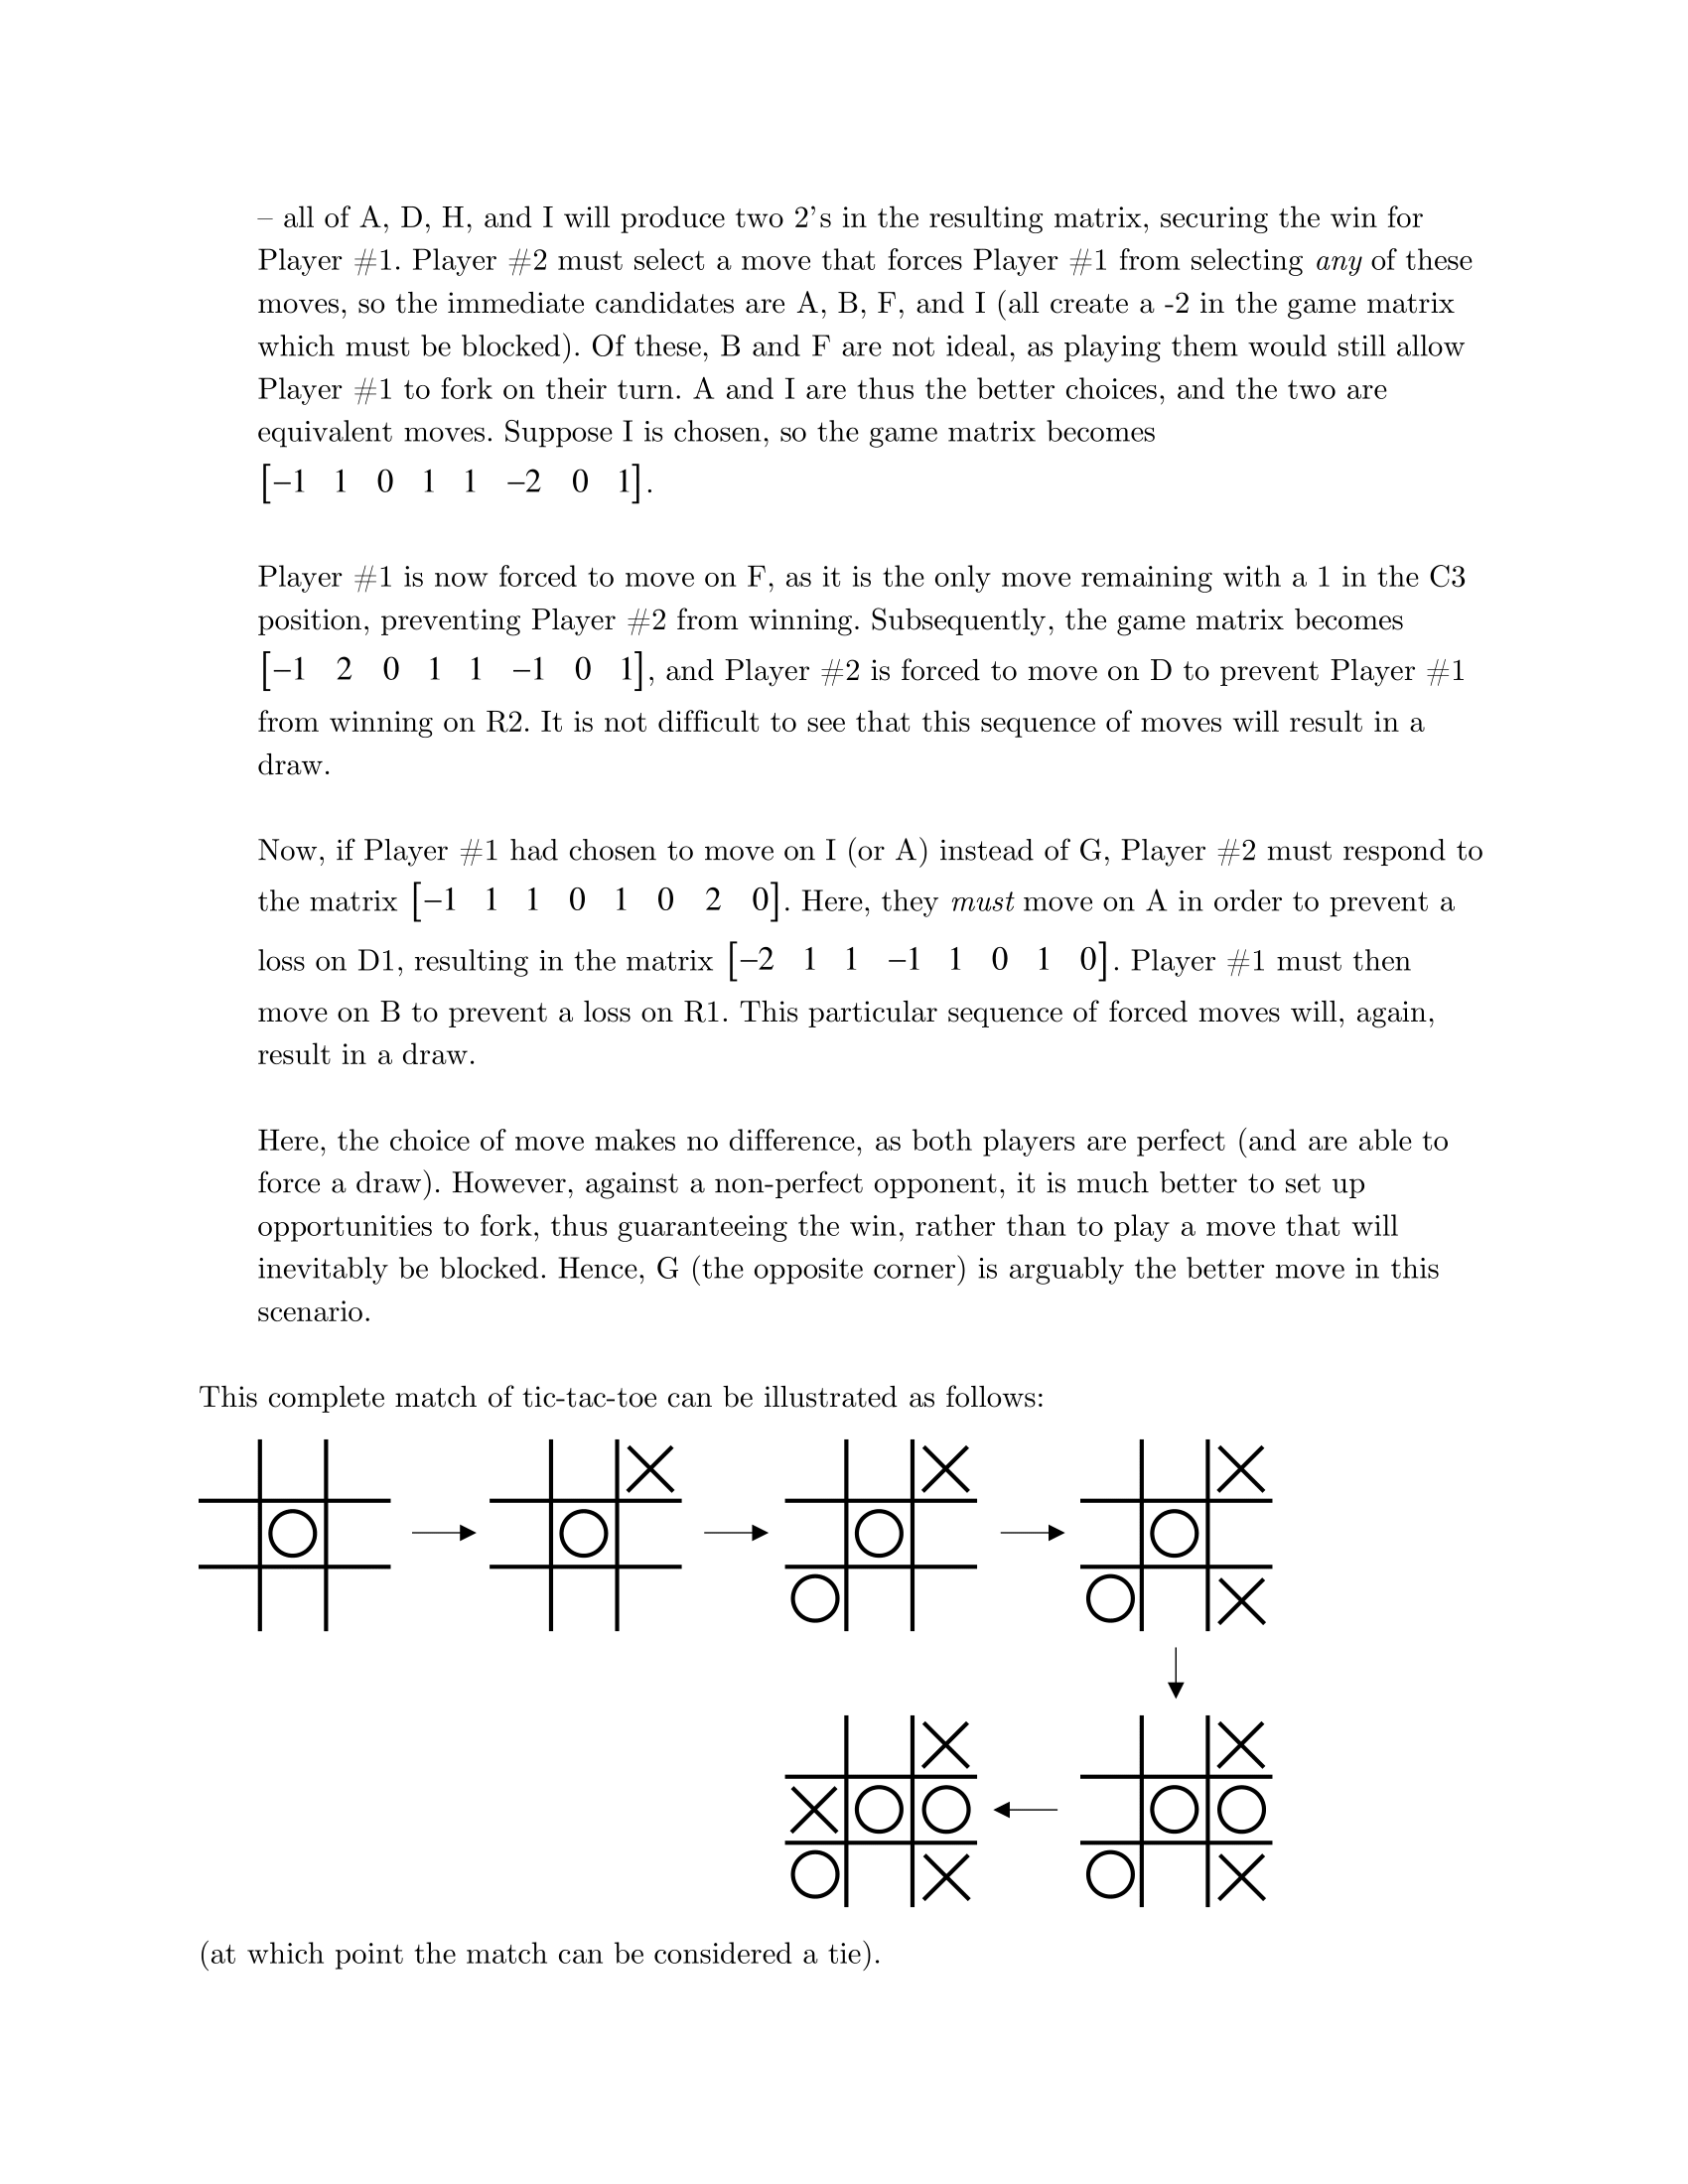 – all of A, D, H, and I will produce two 2's in the resulting matrix, securing the win for
Player #1. Player #2 must select a move that forces Player #1 from selecting any of these
moves, so the immediate candidates are A, B, F, and I (all create a -2 in the game matrix
which must be blocked). Of these, B and F are not ideal, as playing them would still allow
Player #1 to fork on their turn. A and I are thus the better choices, and the two are
equivalent moves. Suppose I is chosen, so the game matrix becomes
[−1 1 0 1 1 −2 0 1].
Player #1 is now forced to move on F, as it is the only move remaining with a 1 in the C3
position, preventing Player #2 from winning. Subsequently, the game matrix becomes
[−1 2 0 1 1 −1 0 1], and Player #2 is forced to move on D to prevent Player #1
from winning on R2. It is not difficult to see that this sequence of moves will result in a
draw.
Now, if Player #1 had chosen to move on I (or A) instead of G, Player #2 must respond to
the matrix [−1 1 1 0 1 0 2 0]. Here, they must move on A in order to prevent a
loss on D1, resulting in the matrix [−2 1 1 −1 1 0 1 0]. Player #1 must then
move on B to prevent a loss on R1. This particular sequence of forced moves will, again,
result in a draw.
Here, the choice of move makes no difference, as both players are perfect (and are able to
force a draw). However, against a non-perfect opponent, it is much better to set up
opportunities to fork, thus guaranteeing the win, rather than to play a move that will
inevitably be blocked. Hence, G (the opposite corner) is arguably the better move in this
scenario.
This complete match of tic-tac-toe can be illustrated as follows:
(at which point the match can be considered a tie).